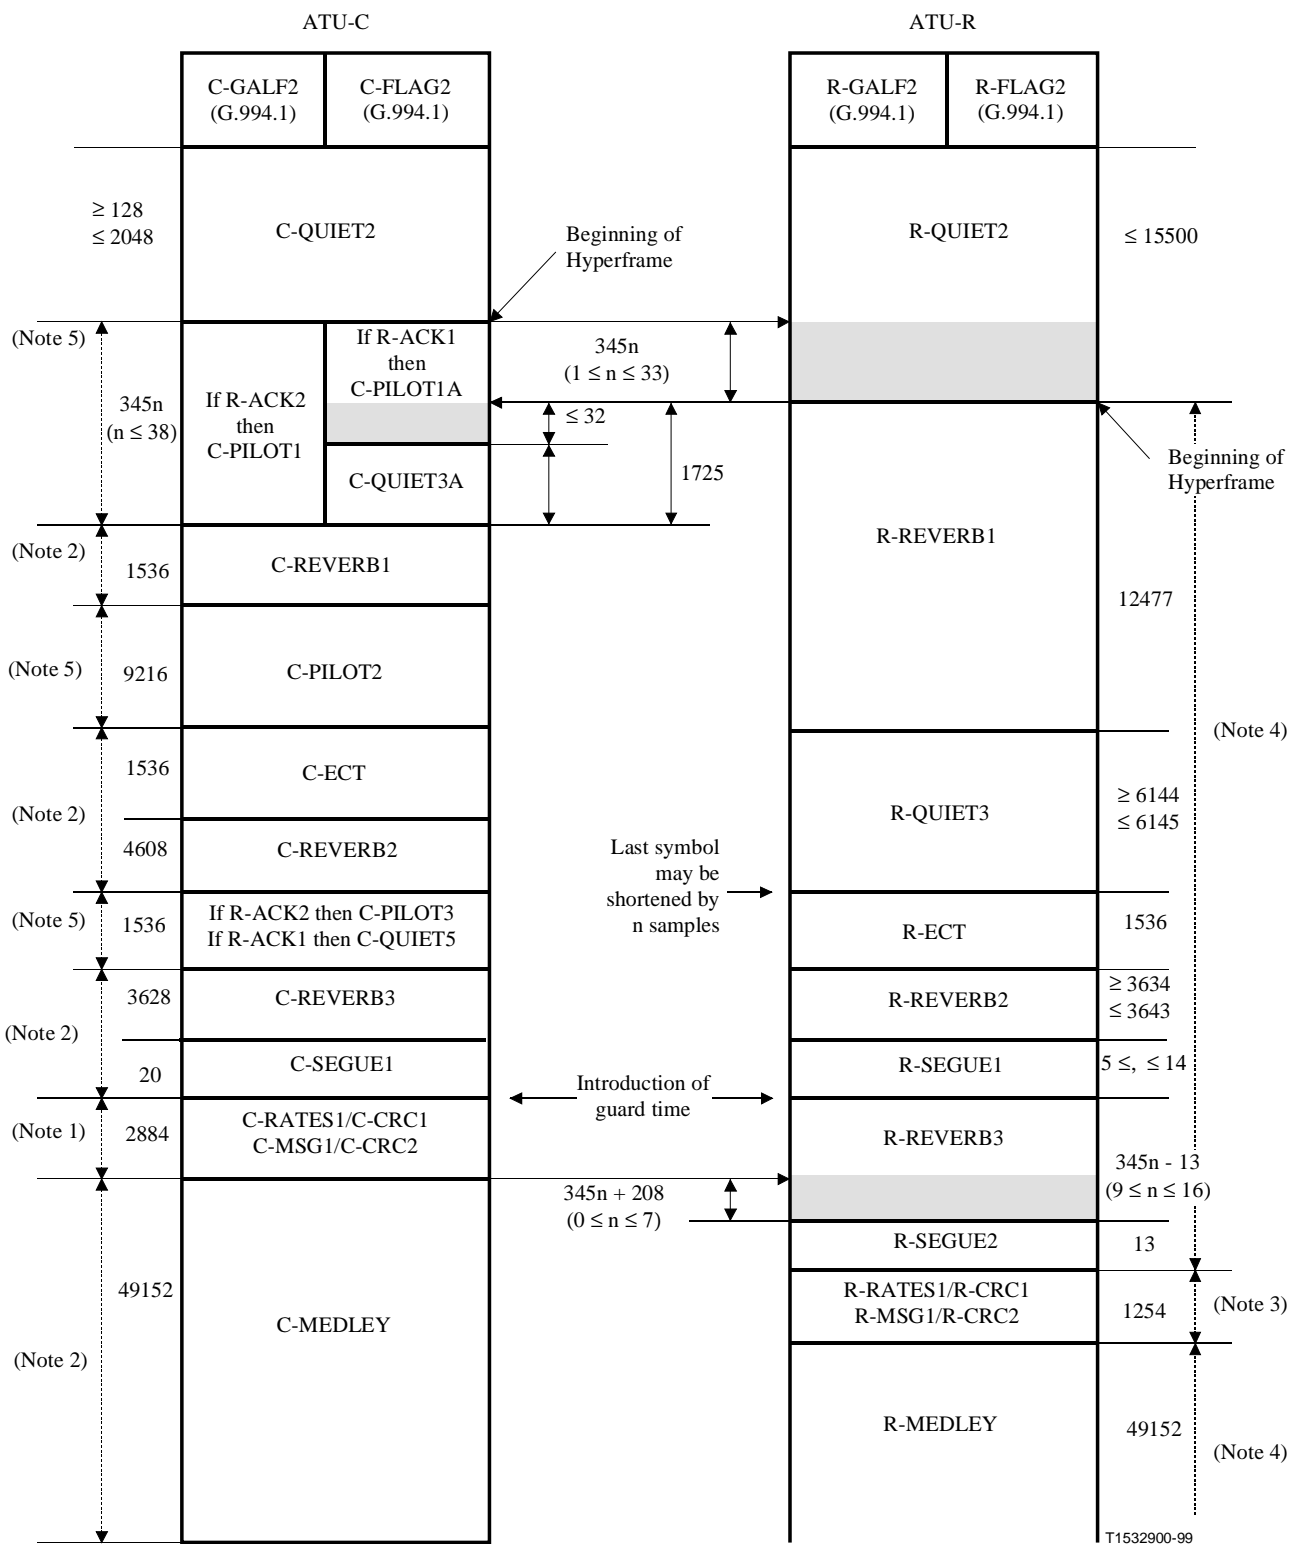 ATU-C
ATU-R
C-GALF2
(G.994.1)
C-FLAG2
(G.994.1)
R-GALF2
(G.994.1)
R-FLAG2
(G.994.1)
≥ 128
≤ 2048
C-QUIET2
Beginning of
Hyperframe
R-QUIET2
≤ 15500
(Note 5)
345n
(n ≤ 38)
If R-ACK2
then
C-PILOT1
If R-ACK1
then
C-PILOT1A
345n
(1 ≤ n ≤ 33)
≤ 32
C-QUIET3A
1725
Beginning of
Hyperframe
(Note 2)
1536
C-REVERB1
R-REVERB1
12477
(Note 5)
9216
C-PILOT2
(Note 4)
1536
C-ECT
(Note 2)
4608
C-REVERB2
R-QUIET3
≥ 6144
≤ 6145
Last symbol
may be
shortened by
n samples
(Note 5)
1536
If R-ACK2 then C-PILOT3
If R-ACK1 then C-QUIET5
R-ECT
1536
3628
C-REVERB3
R-REVERB2
≥ 3634
≤ 3643
(Note 2)
20
C-SEGUE1
R-SEGUE1
5 ≤, ≤ 14
Introduction of
guard time
(Note 1)
2884
C-RATES1/C-CRC1
C-MSG1/C-CRC2
R-REVERB3
345n - 13
(9 ≤ n ≤ 16)
345n + 208
(0 ≤ n ≤ 7)
R-SEGUE2
13
49152
C-MEDLEY
(Note 2)
R-RATES1/R-CRC1
R-MSG1/R-CRC2
1254
(Note 3)
R-MEDLEY
49152
(Note 4)
T1532900-99